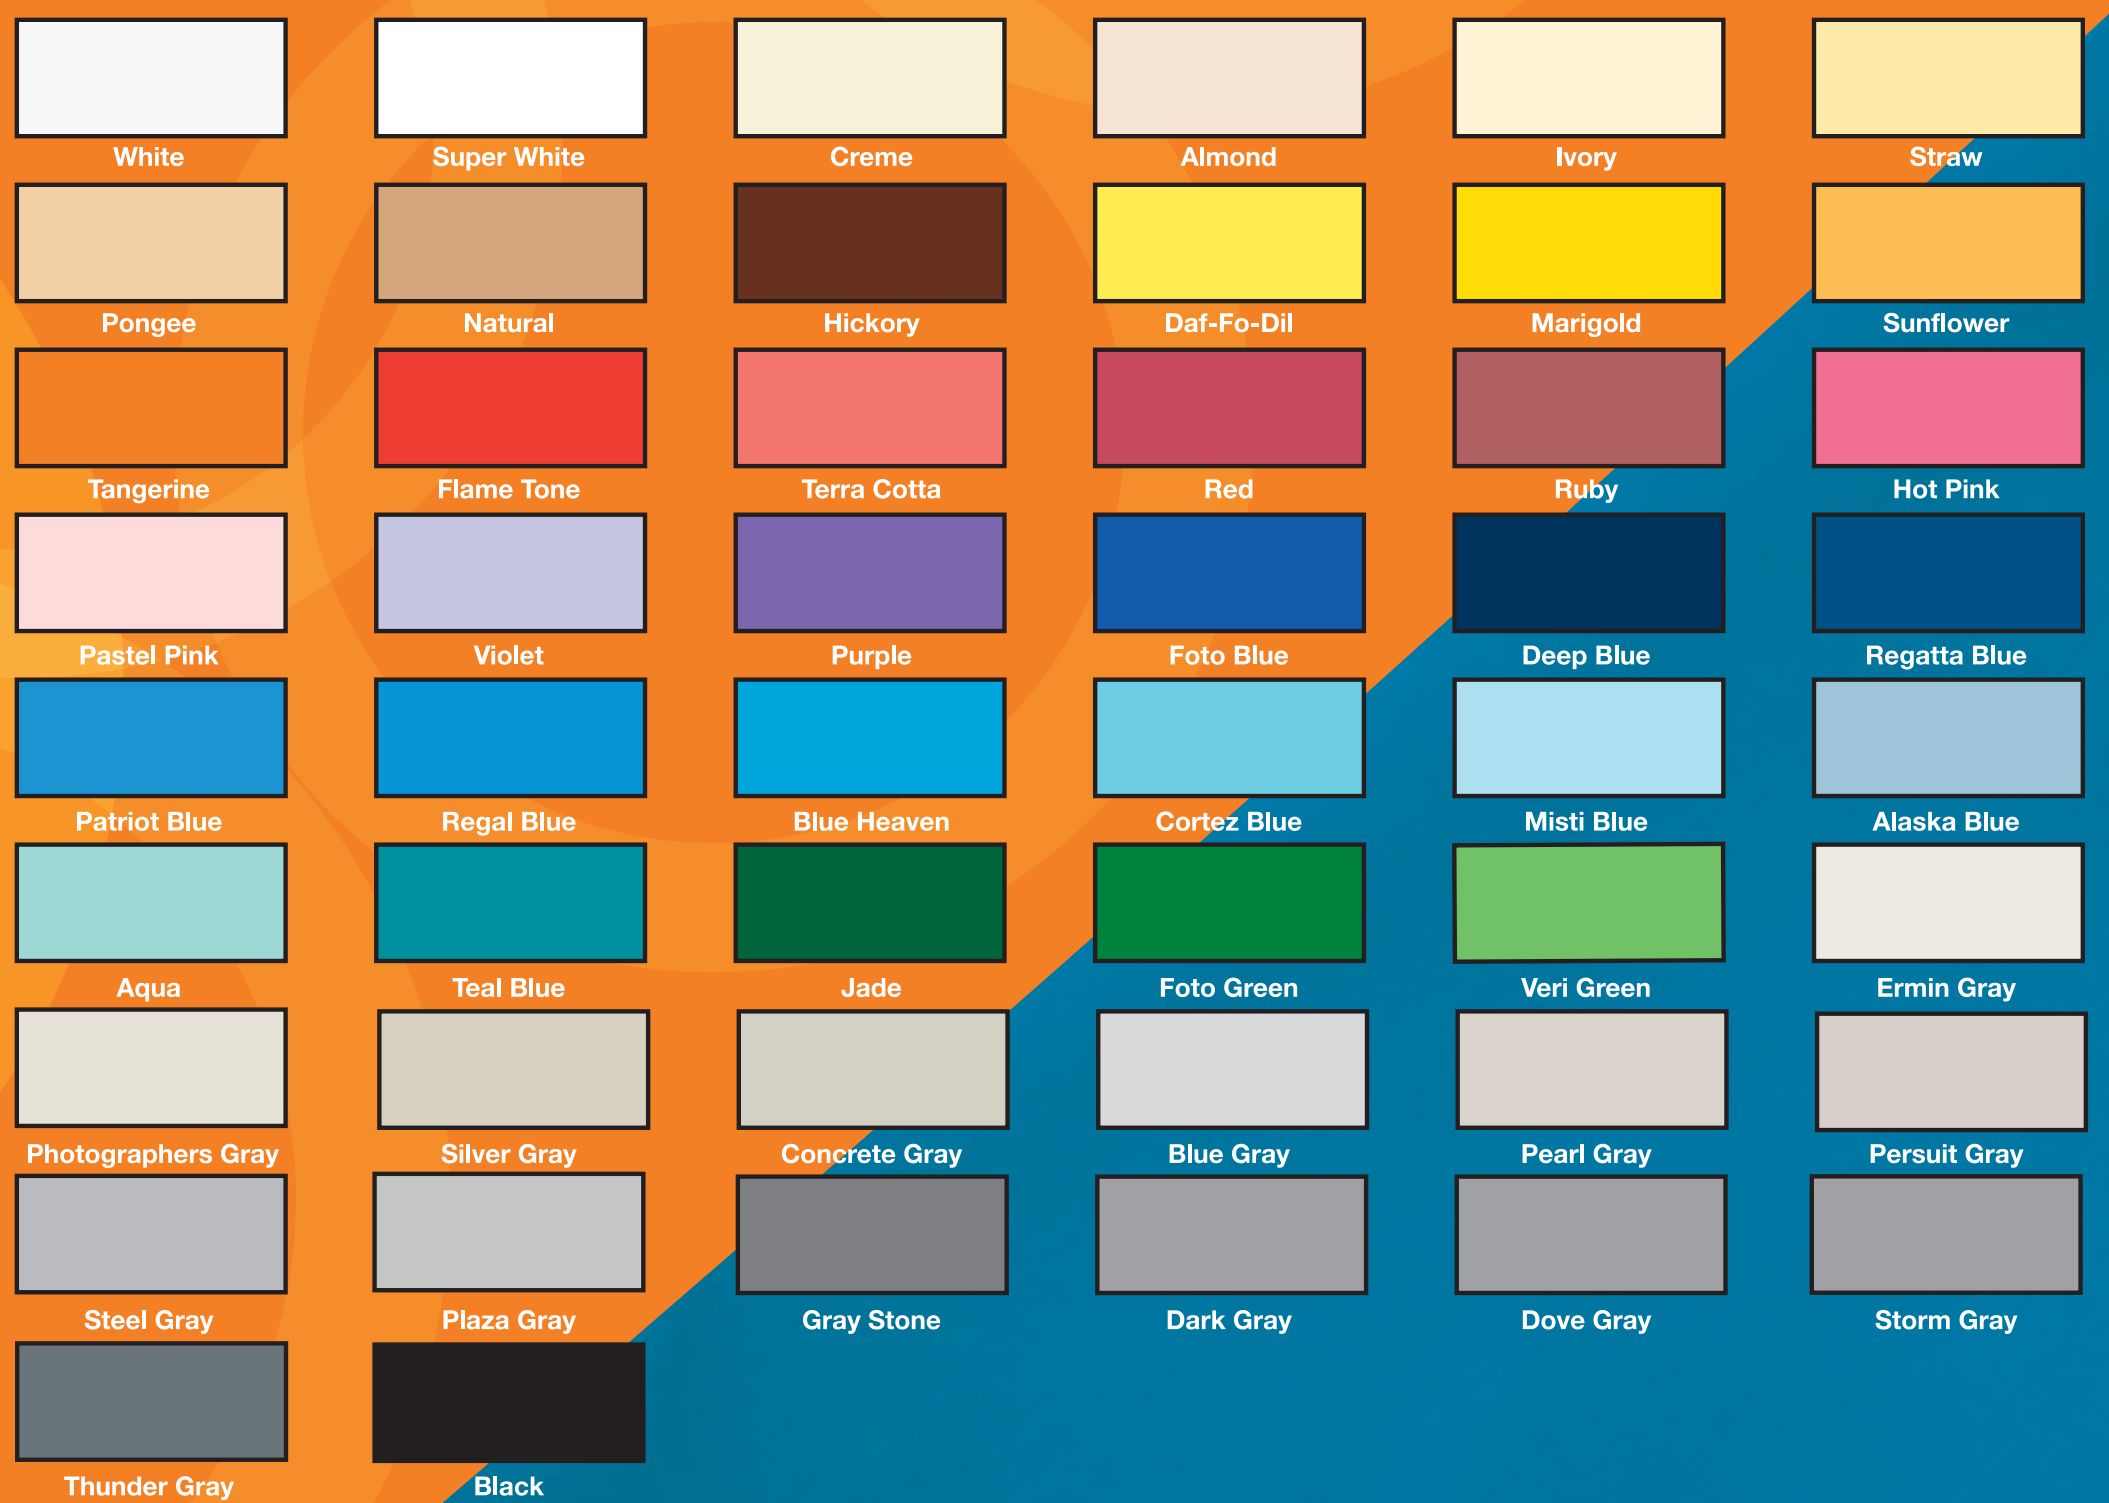 White
Super White
Creme
Almond
Ivory
Straw
Pongee
Natural
Hickory
Daf-Fo-Dil
Marigold
Sunflower
Tangerine
Flame Tone
Terra Cotta
Red
Ruby
Hot Pink
Pastel Pink
Violet
Purple
Foto Blue
Deep Blue
Regatta Blue
Patriot Blue
Regal Blue
Blue Heaven
Cortez Blue
Misti Blue
Alaska Blue
Aqua
Teal Blue
Jade
Foto Green
Veri Green
Ermin Gray
Photographers Gray
Silver Gray
Concrete Gray
Blue Gray
Pearl Gray
Persuit Gray
Steel Gray
Plaza Gray
Gray Stone
Dark Gray
Dove Gray
Storm Gray
Thunder Gray
Black